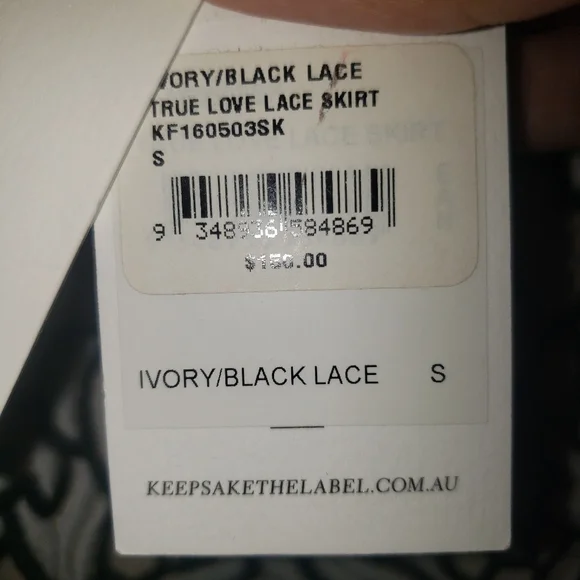 IVORY/BLACK LACE
TRUE LOVE LACE SKIRT
KF160503SK
S
$150.00
IVORY/BLACK LACE S
KEEPSAKETHELABEL.COM.AU